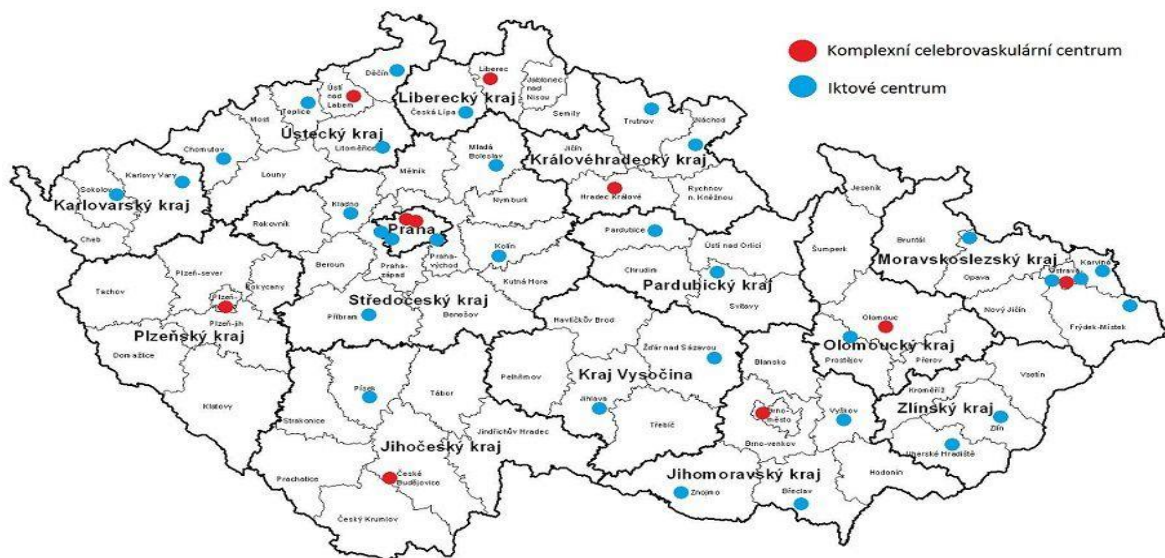 Komplexní celebrovaskulární centrum
Iktové centrum
Děčín
Liberec
Ústí
nad
Labem
Jablonec
nad
Nisou
Teplice
Liberecký kraj
Česká Lípa
Semily
Trutnov
Náchod
Most
Ústecký kraj
Chomutov
Litoměřice
Mladá
Boleslav
Jičín
Královéhradecký kraj
Louny
Mělník
Karlovy Vary
Sokolov
Karlovarský kraj
Cheb
Hradec Králové
Rychnov
n. Kněžnou
Jeseník
Nymburk
Rakovník
Kladno
Praha
Kolín
Pardubice
Ústí nad Orlicí
Šumperk
Bruntál
Moravskoslezský kraj
Karviná
Ostrava
Opava
Beroun
Praha-
západ
Praha-
východ
Kutná Hora
Chrudim
Pardubický kraj
Svitavy
Plzeň-sever
Rokycany
Tachov
Plzeň-
Středočeský kraj
Benešov
Příbram
Nový Jičín
Frýdek-Místek
Plzeňský kraj
Plzeň-jih
Domažlice
Havlíčkův Brod
Žďár nad Sázavou
Olomouc
Olomoucký kraj
Prostějov
Přerov
Blansko
Vsetín
Kroměříž
Klatovy
Písek
Tábor
Pelhřimov
Kraj Vysočina
Jihlava
Třebíč
Brno-
město
Vyškov
Zlínský kraj
Zlín
Strakonice
Jindřichův Hradec
Jihočeský kraj
Brno-venkov
Uherské Hradiště
Prachatice
České
Budějovice
Jihomoravský kraj
Hodonín
Znojmo
Břeclav
Český Krumlov